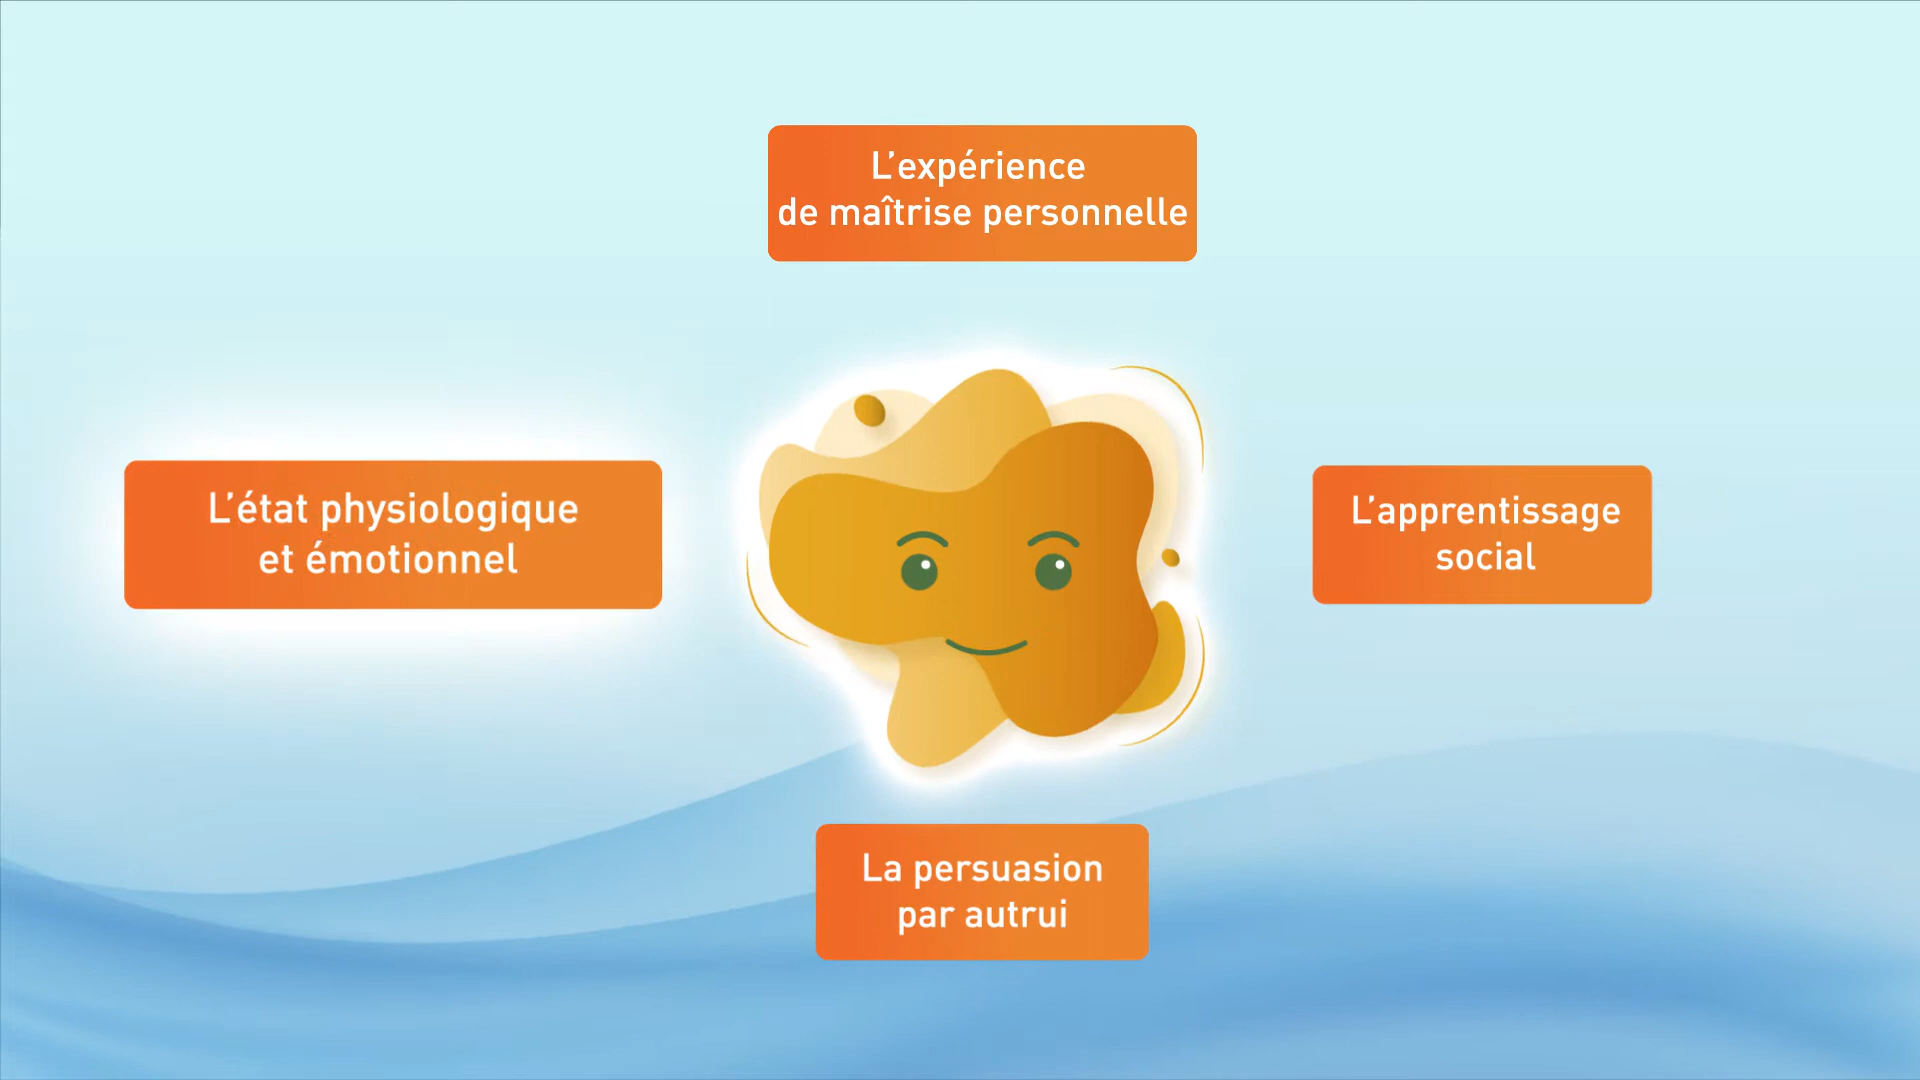 L’expérience
de maîtrise personnelle
L’état physiologique
et émotionnel
L’apprentissage
social
La persuasion
par autrui